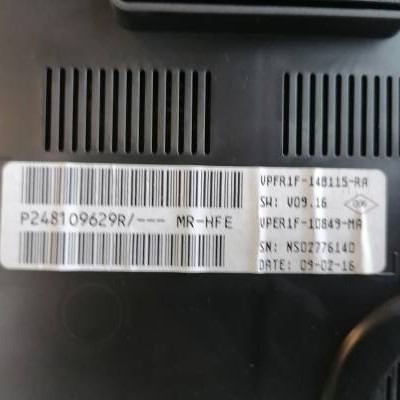 P248109629R/--- MR-HFE
VPFR1F-14B115-RA
SW: V09.16
VPER1F-10849-MA
SN: NS02776140
DATE: 09-02-16